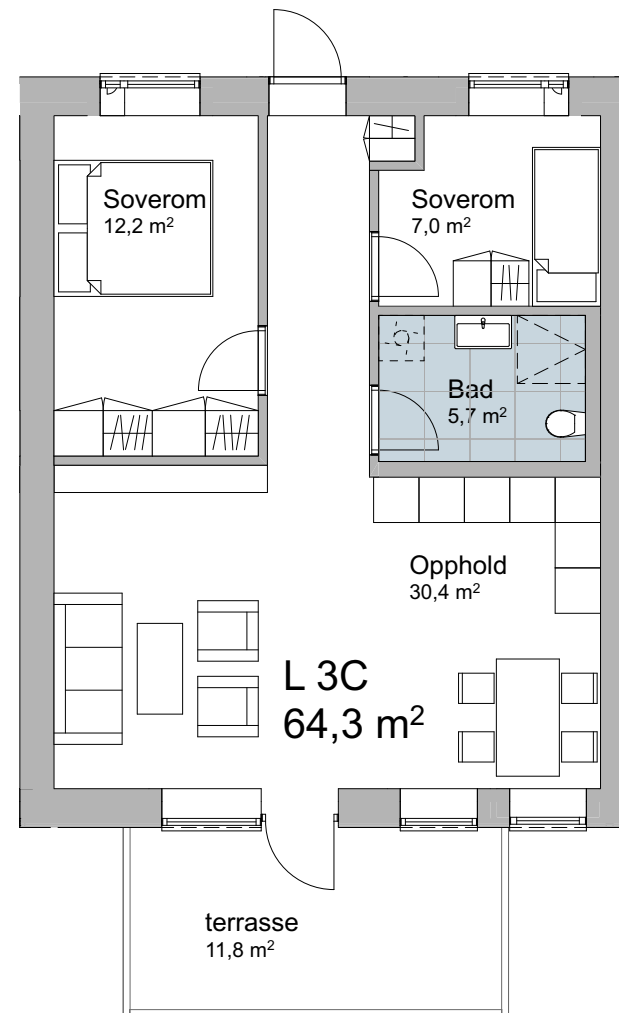 Soverom
12,2 m²
Soverom
7,0 m²
Bad
5,7 m²
Opphold
30,4 m²
L 3C
64,3 m²
terrasse
11,8 m²